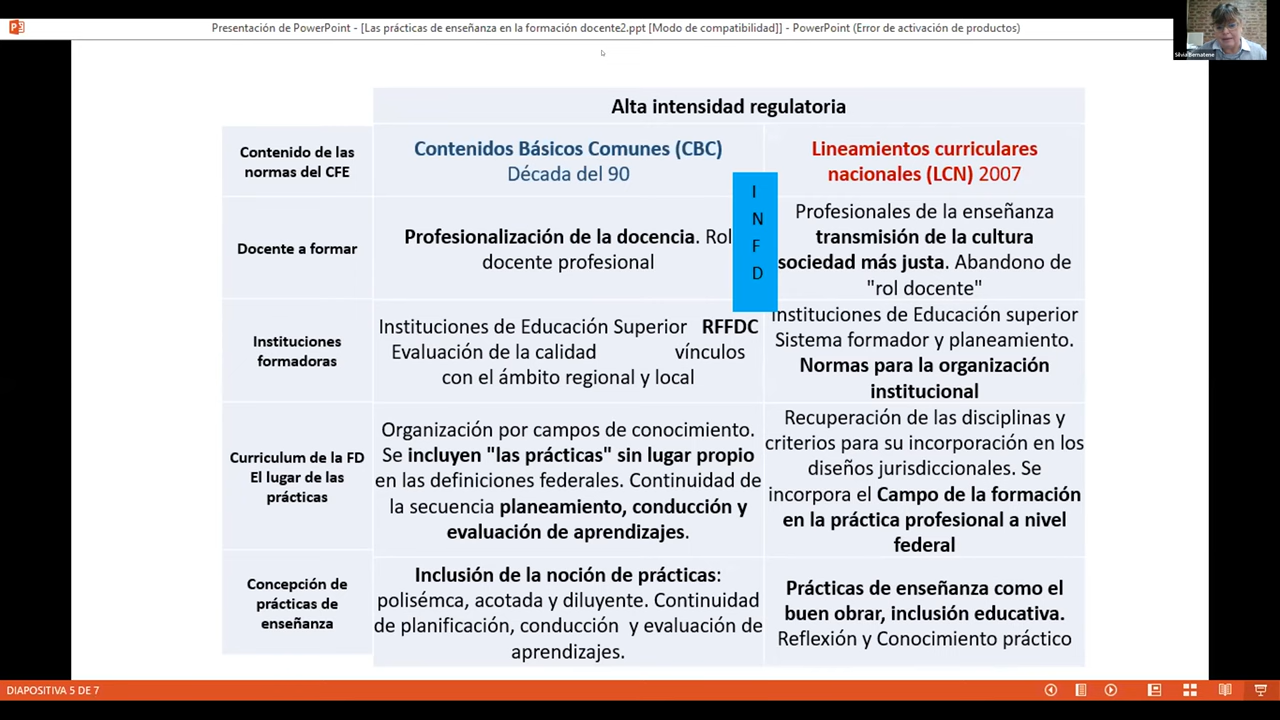 Presentación de PowerPoint - [Las prácticas de enseñanza en la formación docente2.ppt [Modo de compatibilidad]] - PowerPoint (Error de activación de productos)
Silvia Bernatene
Alta intensidad regulatoria
Contenido de las
normas del CFE
Contenidos Básicos Comunes (CBC)
Década del 90
Lineamientos curriculares
nacionales (LCN) 2007
I
N
F
D
Docente a formar
Profesionalización de la docencia. Rol
docente profesional
Profesionales de la enseñanza
transmisión de la cultura
sociedad más justa. Abandono de
"rol docente"
Instituciones
formadoras
Instituciones de Educación Superior RFFDC
Evaluación de la calidad vínculos
con el ámbito regional y local
Instituciones de Educación superior
Sistema formador y planeamiento.
Normas para la organización
institucional
Curriculum de la FD
El lugar de las
prácticas
Organización por campos de conocimiento.
Se incluyen "las prácticas" sin lugar propio
en las definiciones federales. Continuidad de
la secuencia planeamiento, conducción y
evaluación de aprendizajes.
Recuperación de las disciplinas y
criterios para su incorporación en los
diseños jurisdiccionales. Se
incorpora el Campo de la formación
en la práctica profesional a nivel
federal
Concepción de
prácticas de
enseñanza
Inclusión de la noción de prácticas:
polisémca, acotada y diluyente. Continuidad
de planificación, conducción y evaluación de
aprendizajes.
Prácticas de enseñanza como el
buen obrar, inclusión educativa.
Reflexión y Conocimiento práctico
DIAPOSITIVA 5 DE 7